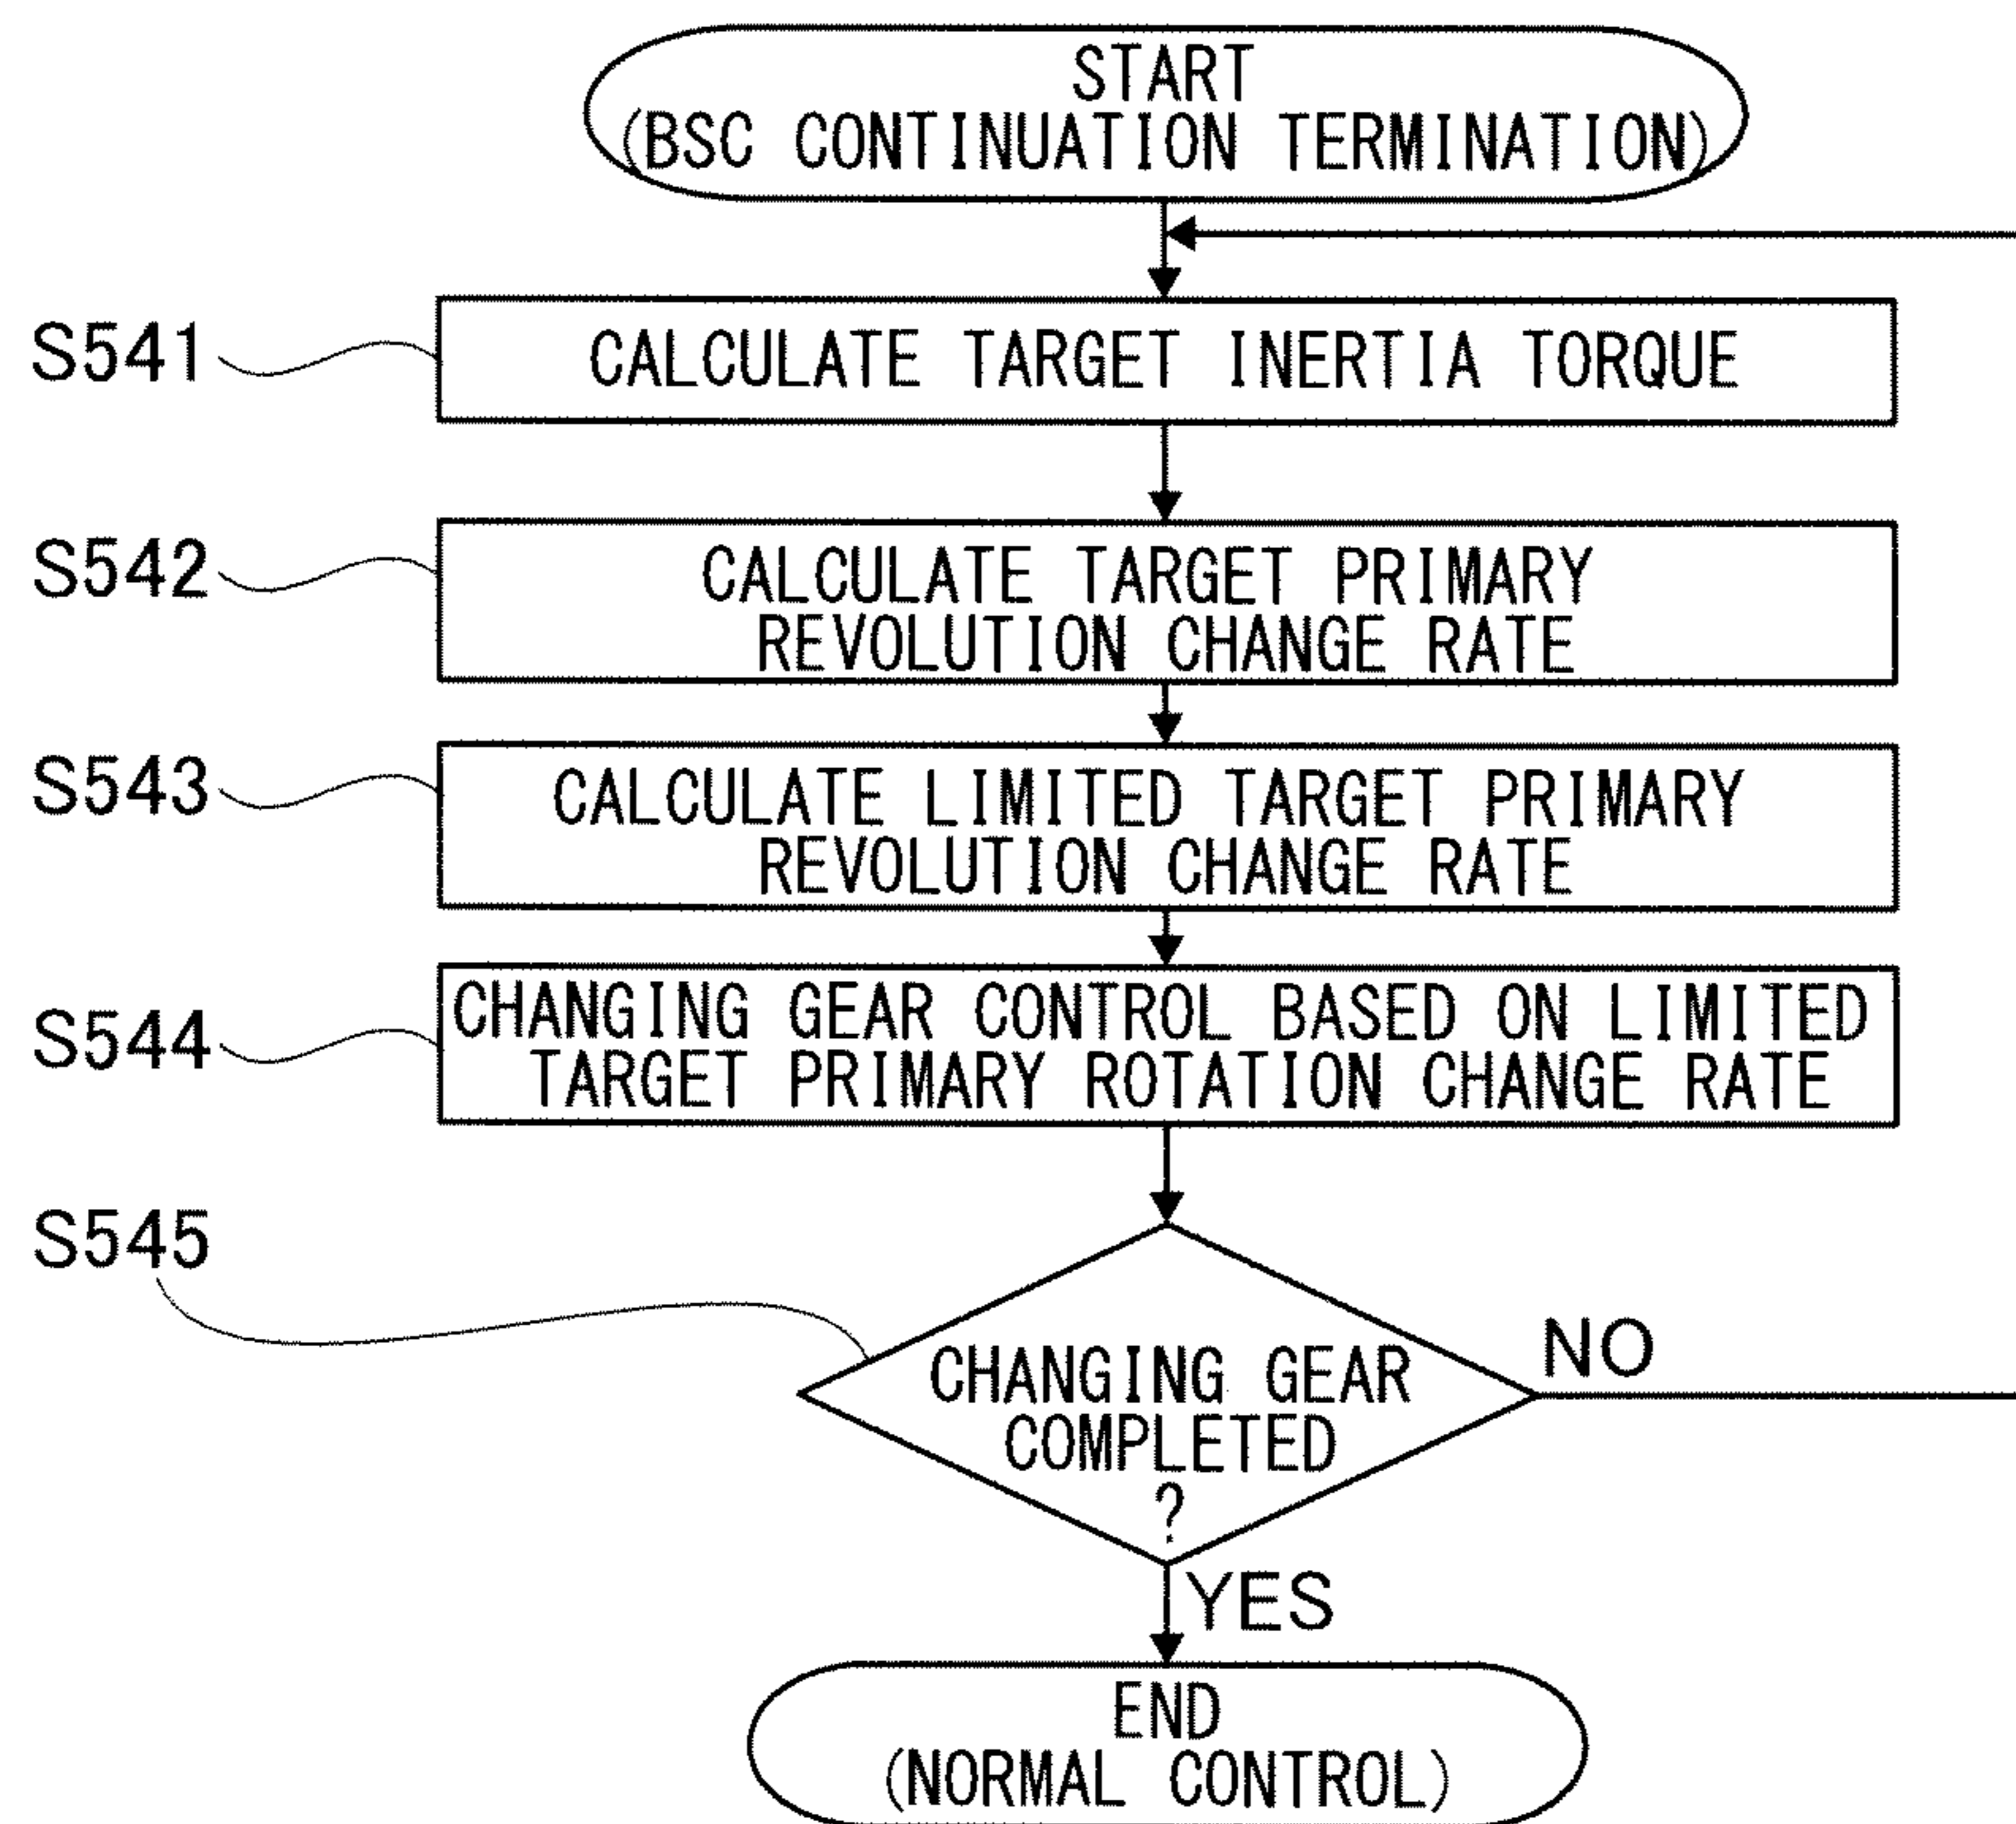 START
(BSC CONTINUATION TERMINATION)
S541
CALCULATE TARGET INERTIA TORQUE
S542
CALCULATE TARGET PRIMARY
REVOLUTION CHANGE RATE
S543
CALCULATE LIMITED TARGET PRIMARY
REVOLUTION CHANGE RATE
S544
CHANGING GEAR CONTROL BASED ON LIMITED
TARGET PRIMARY ROTATION CHANGE RATE
S545
CHANGING GEAR
COMPLETED
?
NO
YES
END
(NORMAL CONTROL)